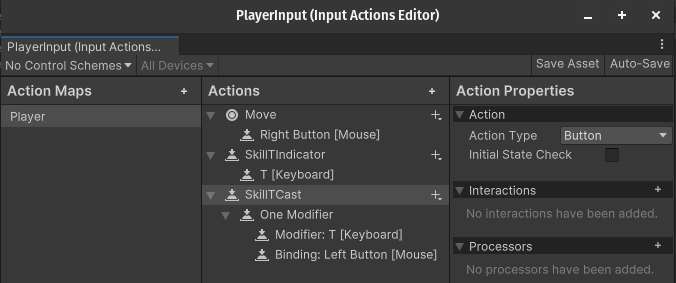 PlayerInput (Input Actions Editor)
PlayerInput (Input Actions...
No Control Schemes
All Devices
Save Asset
Auto-Save
Action Maps
+
Actions
+
Action Properties
Player
Move
Right Button [Mouse]
SkillTIndicator
T [Keyboard]
SkillTCast
One Modifier
Modifier: T [Keyboard]
Binding: Left Button [Mouse]
Action
Action Type
Button
Initial State Check
Interactions
+
No interactions have been added.
Processors
+
No processors have been added.